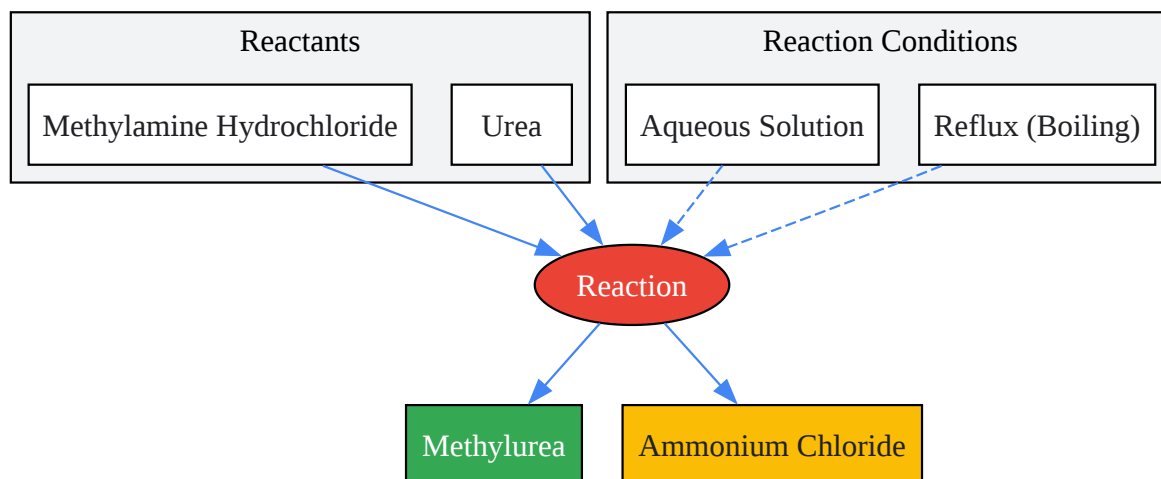 Reactants
Reaction Conditions
Methylamine Hydrochloride
Urea
Aqueous Solution
Reflux (Boiling)
Reaction
Methylurea
Ammonium Chloride